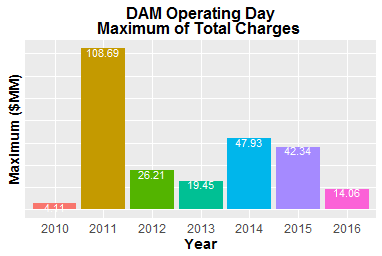 DAM Operating Day
Maximum of Total Charges
Maximum ($MM)
108.69
47.93
42.34
26.21
19.45
14.06
4.11
2010 2011 2012 2013 2014 2015 2016
Year